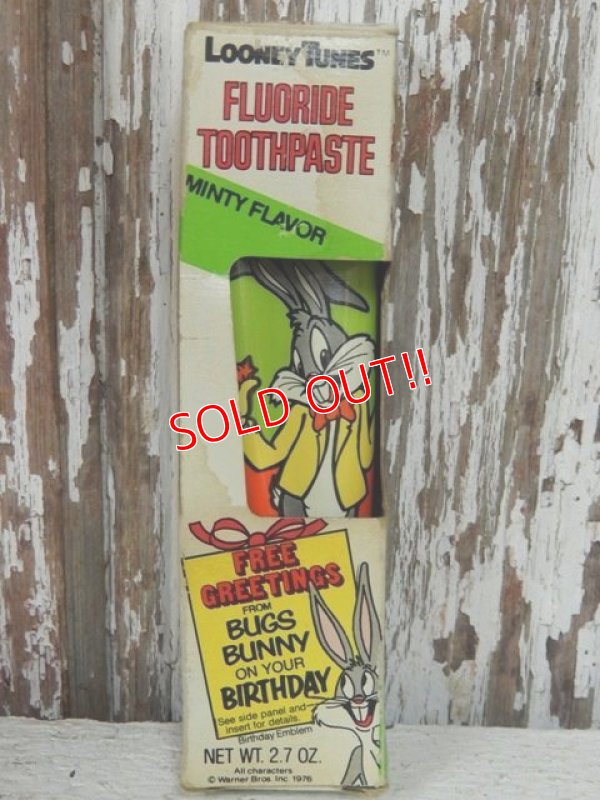 LOONEY TUNES™
FLUORIDE
TOOTHPASTE
MINTY FLAVOR
SOLD OUT!!
FREE
GREETINGS
FROM
BUGS
BUNNY
ON YOUR
BIRTHDAY
See side panel and
insert for details.
Birthday Emblem
NET WT. 2.7 OZ.
All characters
© Warner Bros. Inc 1976